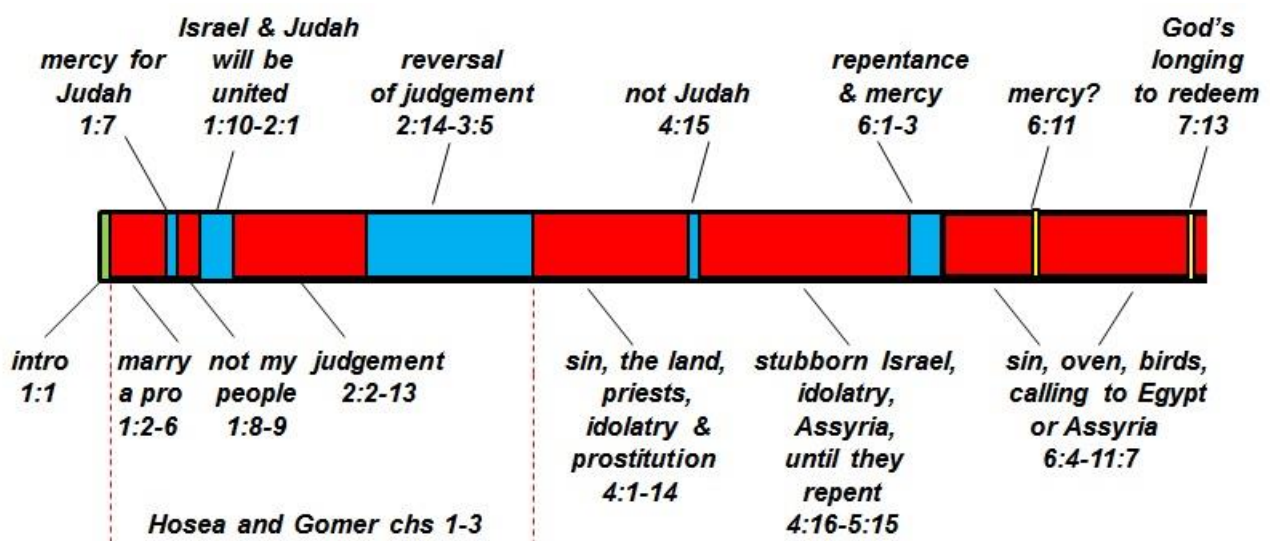 mercy for
Judah
1:7
Israel & Judah
will be
united
1:10-2:1
reversal
of judgement
2:14-3:5
not Judah
4:15
repentance
& mercy
6:1-3
mercy?
6:11
God's
longing
to redeem
7:13
intro
1:1
marry
a pro
1:2-6
not my
people
1:8-9
judgement
2:2-13
sin, the land,
priests,
idolatry &
prostitution
4:1-14
stubborn Israel,
idolatry,
Assyria,
until they
repent
4:16-5:15
sin, oven, birds,
calling to Egypt
or Assyria
6:4-11:7
Hosea and Gomer chs 1-3